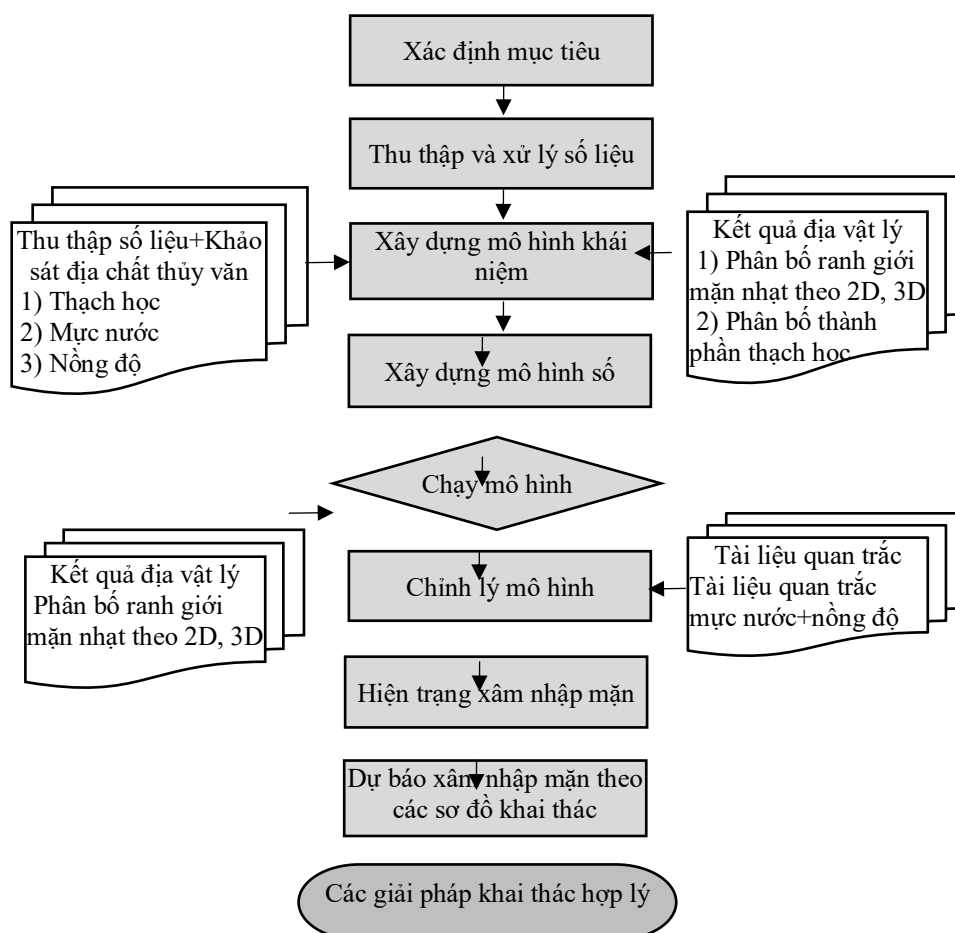 Xác định mục tiêu
Thu thập và xử lý số liệu
Thu thập số liệu+Khảo
sát địa chất thủy văn
1) Thạch học
2) Mực nước
3) Nồng độ
Xây dựng mô hình khái
niệm
Kết quả địa vật lý
1) Phân bố ranh giới
mặn nhạt theo 2D, 3D
2) Phân bố thành
phần thạch học
Xây dựng mô hình số
Chạy mô hình
Kết quả địa vật lý
Phân bố ranh giới
mặn nhạt theo 2D, 3D
Chỉnh lý mô hình
Tài liệu quan trắc
Tài liệu quan trắc
mực nước+nồng độ
Hiện trạng xâm nhập mặn
Dự báo xâm nhập mặn theo
các sơ đồ khai thác
Các giải pháp khai thác hợp lý